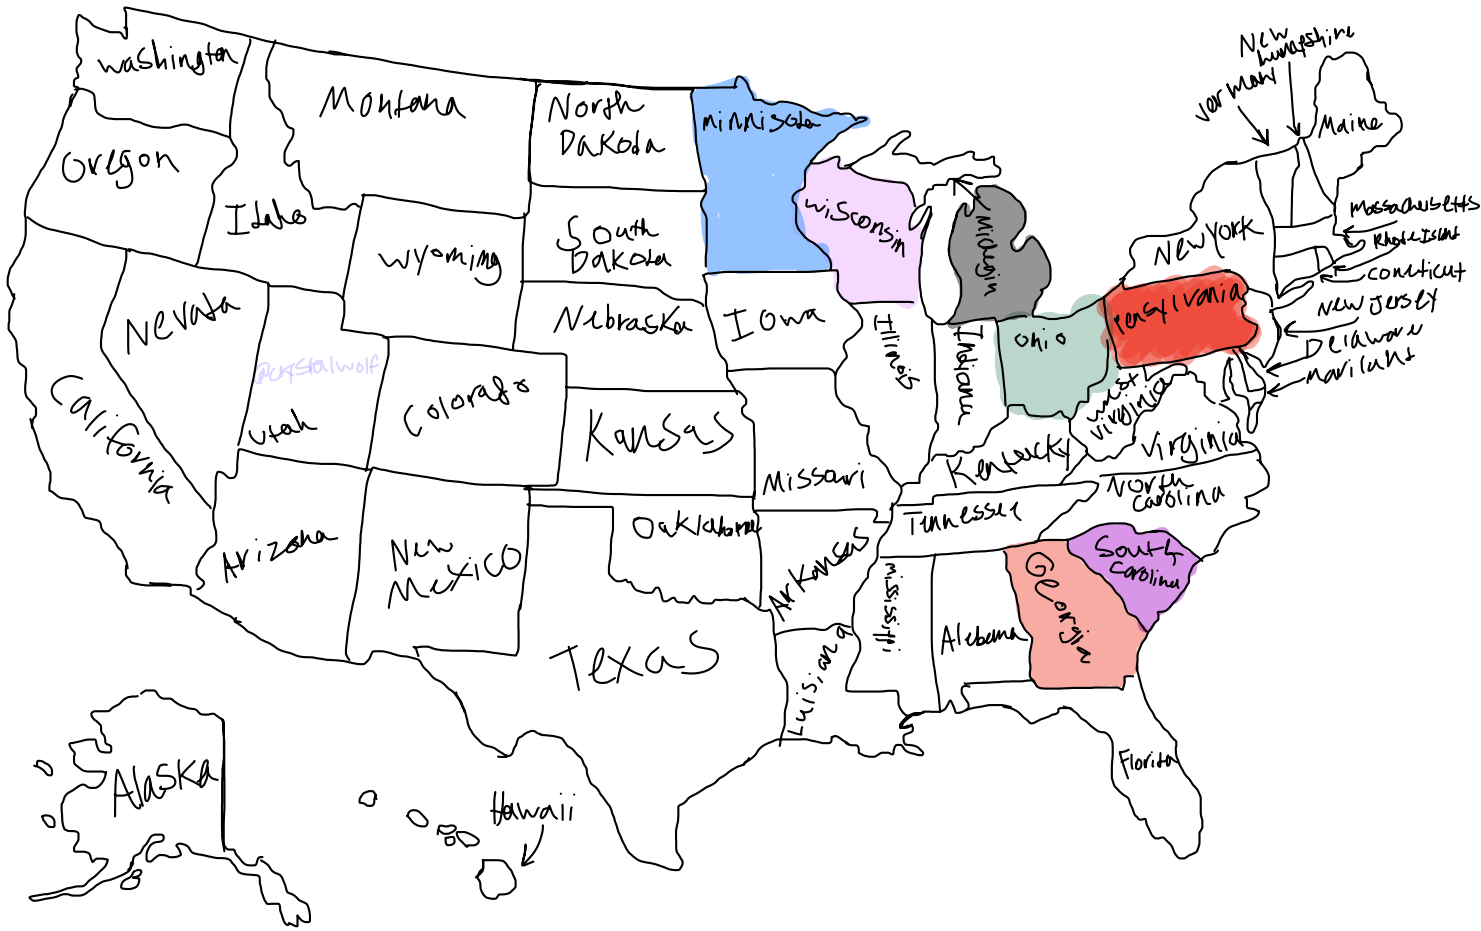 Washington
Montana
North
Dakota
Minnisota
New
hampshire
Vermont
Maine
Oregon
Idaho
Wyoming
South
Dakota
Wisconsin
Michgin
New York
Massachusetts
Rhode Island
Coneticut
New Jersey
Delaware
Mariland
Nevada
Nebraska
Iowa
Illinois
Indiana
Ohio
Pensylvania
@crystalwolf
Utah
Colorado
Kansas
Missouri
Kentucky
West
Virginia
Virginia
California
Arizona
New
Mexico
Oaklahoma
Arkansas
Tennessee
North
Carolina
South
Carolina
Texas
Luisiana
Mississippi
Alebama
Georgia
Florida
Alaska
Hawaii